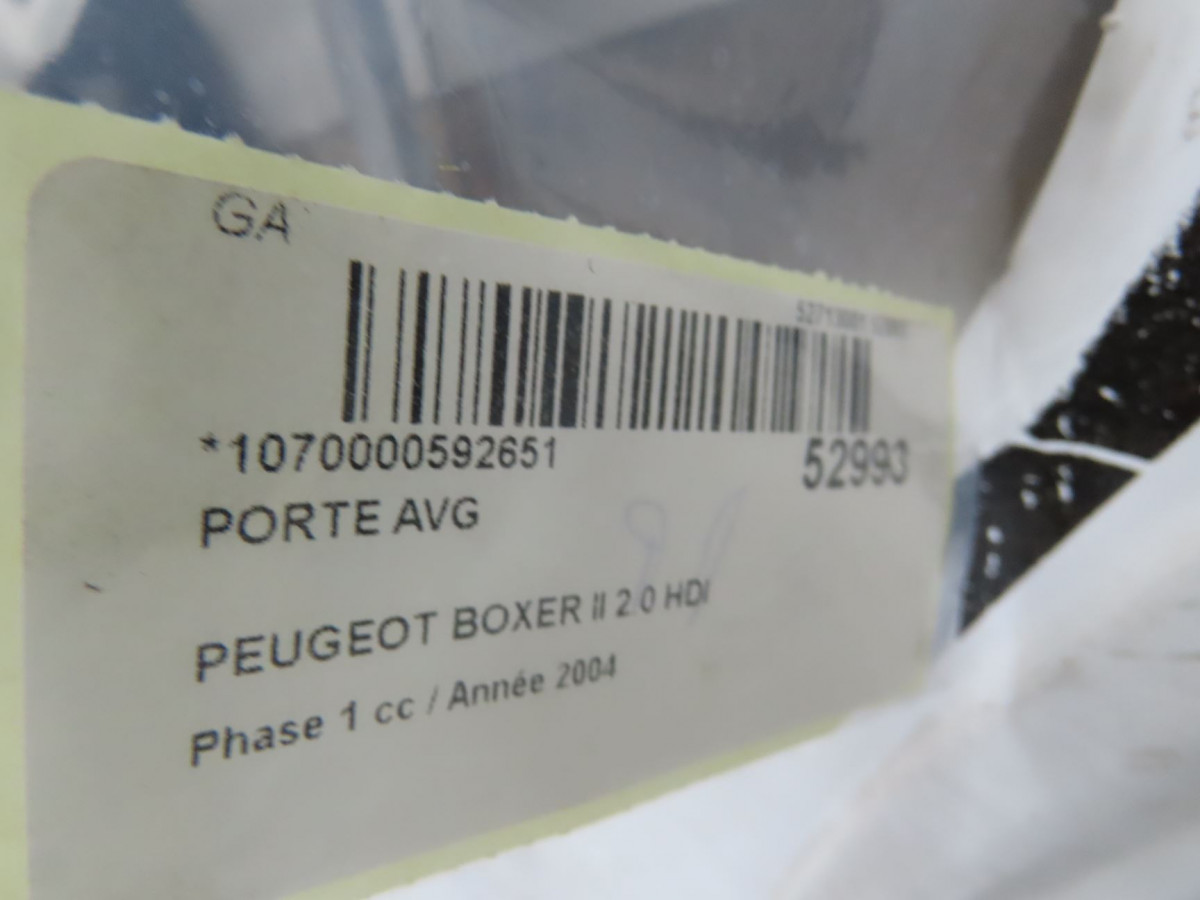 GA
*1070000592651
52993
PORTE AVG
PEUGEOT BOXER II 2.0 HDI
Phase 1 cc / Année 2004